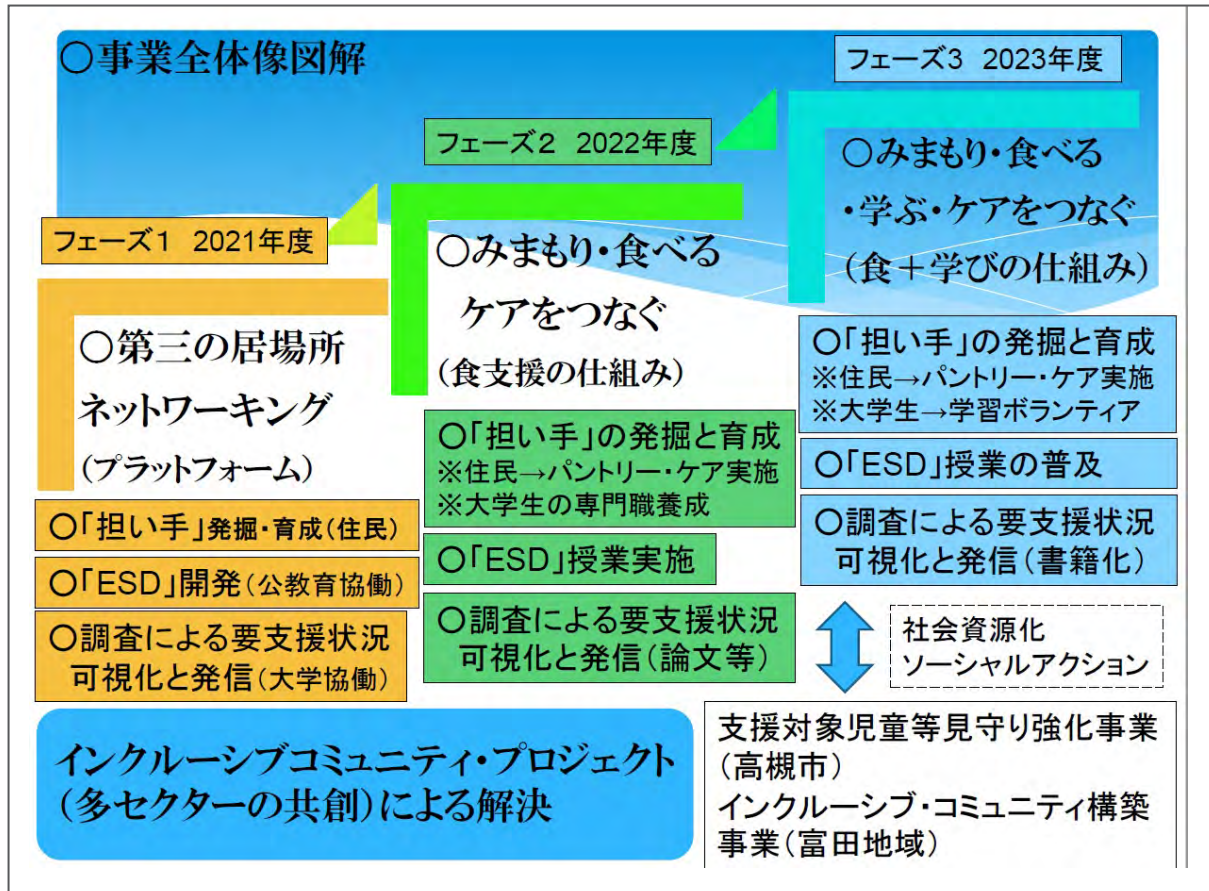 〇事業全体像図解
フェーズ1 2021年度
〇第三の居場所
ネットワーキング
(プラットフォーム)
〇「担い手」発掘・育成(住民)
〇「ESD」開発(公教育協働)
〇調査による要支援状況
可視化と発信(大学協働)
フェーズ2 2022年度
〇みまもり・食べる
ケアをつなぐ
(食支援の仕組み)
〇「担い手」の発掘と育成
※住民→パントリー・ケア実施
※大学生の専門職養成
〇「ESD」授業実施
〇調査による要支援状況
可視化と発信(論文等)
フェーズ3 2023年度
〇みまもり・食べる
・学ぶ・ケアをつなぐ
(食+学びの仕組み)
〇「担い手」の発掘と育成
※住民→パントリー・ケア実施
※大学生→学習ボランティア
〇「ESD」授業の普及
〇調査による要支援状況
可視化と発信(書籍化)
社会資源化
ソーシャルアクション
インクルーシブコミュニティ・プロジェクト
(多セクターの共創)による解決
支援対象児童等見守り強化事業
(高槻市)
インクルーシブ・コミュニティ構築
事業(富田地域)